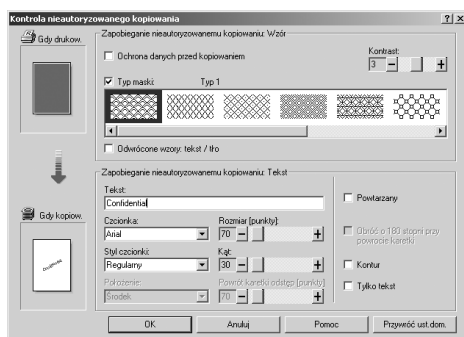 Kontrola nieautoryzowanego kopiowania
Gdy drukow.
Zapobieganie nieautoryzowanemu kopiowaniu: Wzór
Ochrona danych przed kopiowaniem
Kontrast:
3
Typ maski:
Typ 1
Odwrócone wzory: tekst / tło
Gdy kopiow.
Confidential
Zapobieganie nieautoryzowanemu kopiowaniu: Tekst
Tekst:
Confidential
Czcionka:
Rozmiar [punkty]:
Arial
70
Styl czcionki:
Kąt:
Regularny
30
Położenie:
Powrót karetki odstęp [punkty]
Środek
70
Powtarzany
Obróć o 180 stopni przy
powrocie karetki
Kontur
Tylko tekst
OK
Anuluj
Pomoc
Przywróć ust.dom.